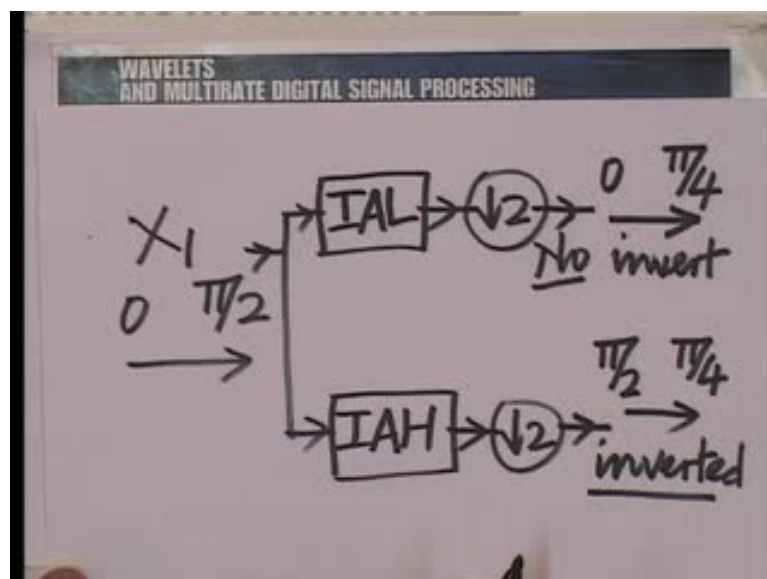 WAVELETS
AND MULTIRATE DIGITAL SIGNAL PROCESSING
X1
0 π/2
IAL
↓2
0 π/4
No invert
IAH
↓2
π/2 π/4
inverted